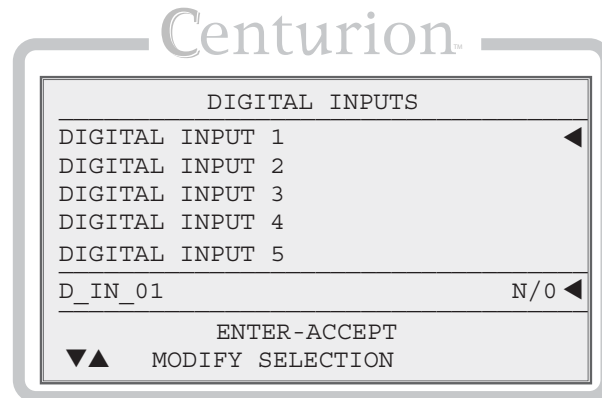 Centurion™
DIGITAL INPUTS
DIGITAL INPUT 1 ◀
DIGITAL INPUT 2
DIGITAL INPUT 3
DIGITAL INPUT 4
DIGITAL INPUT 5
D_IN_01 N/0 ◀
ENTER-ACCEPT
▼▲ MODIFY SELECTION